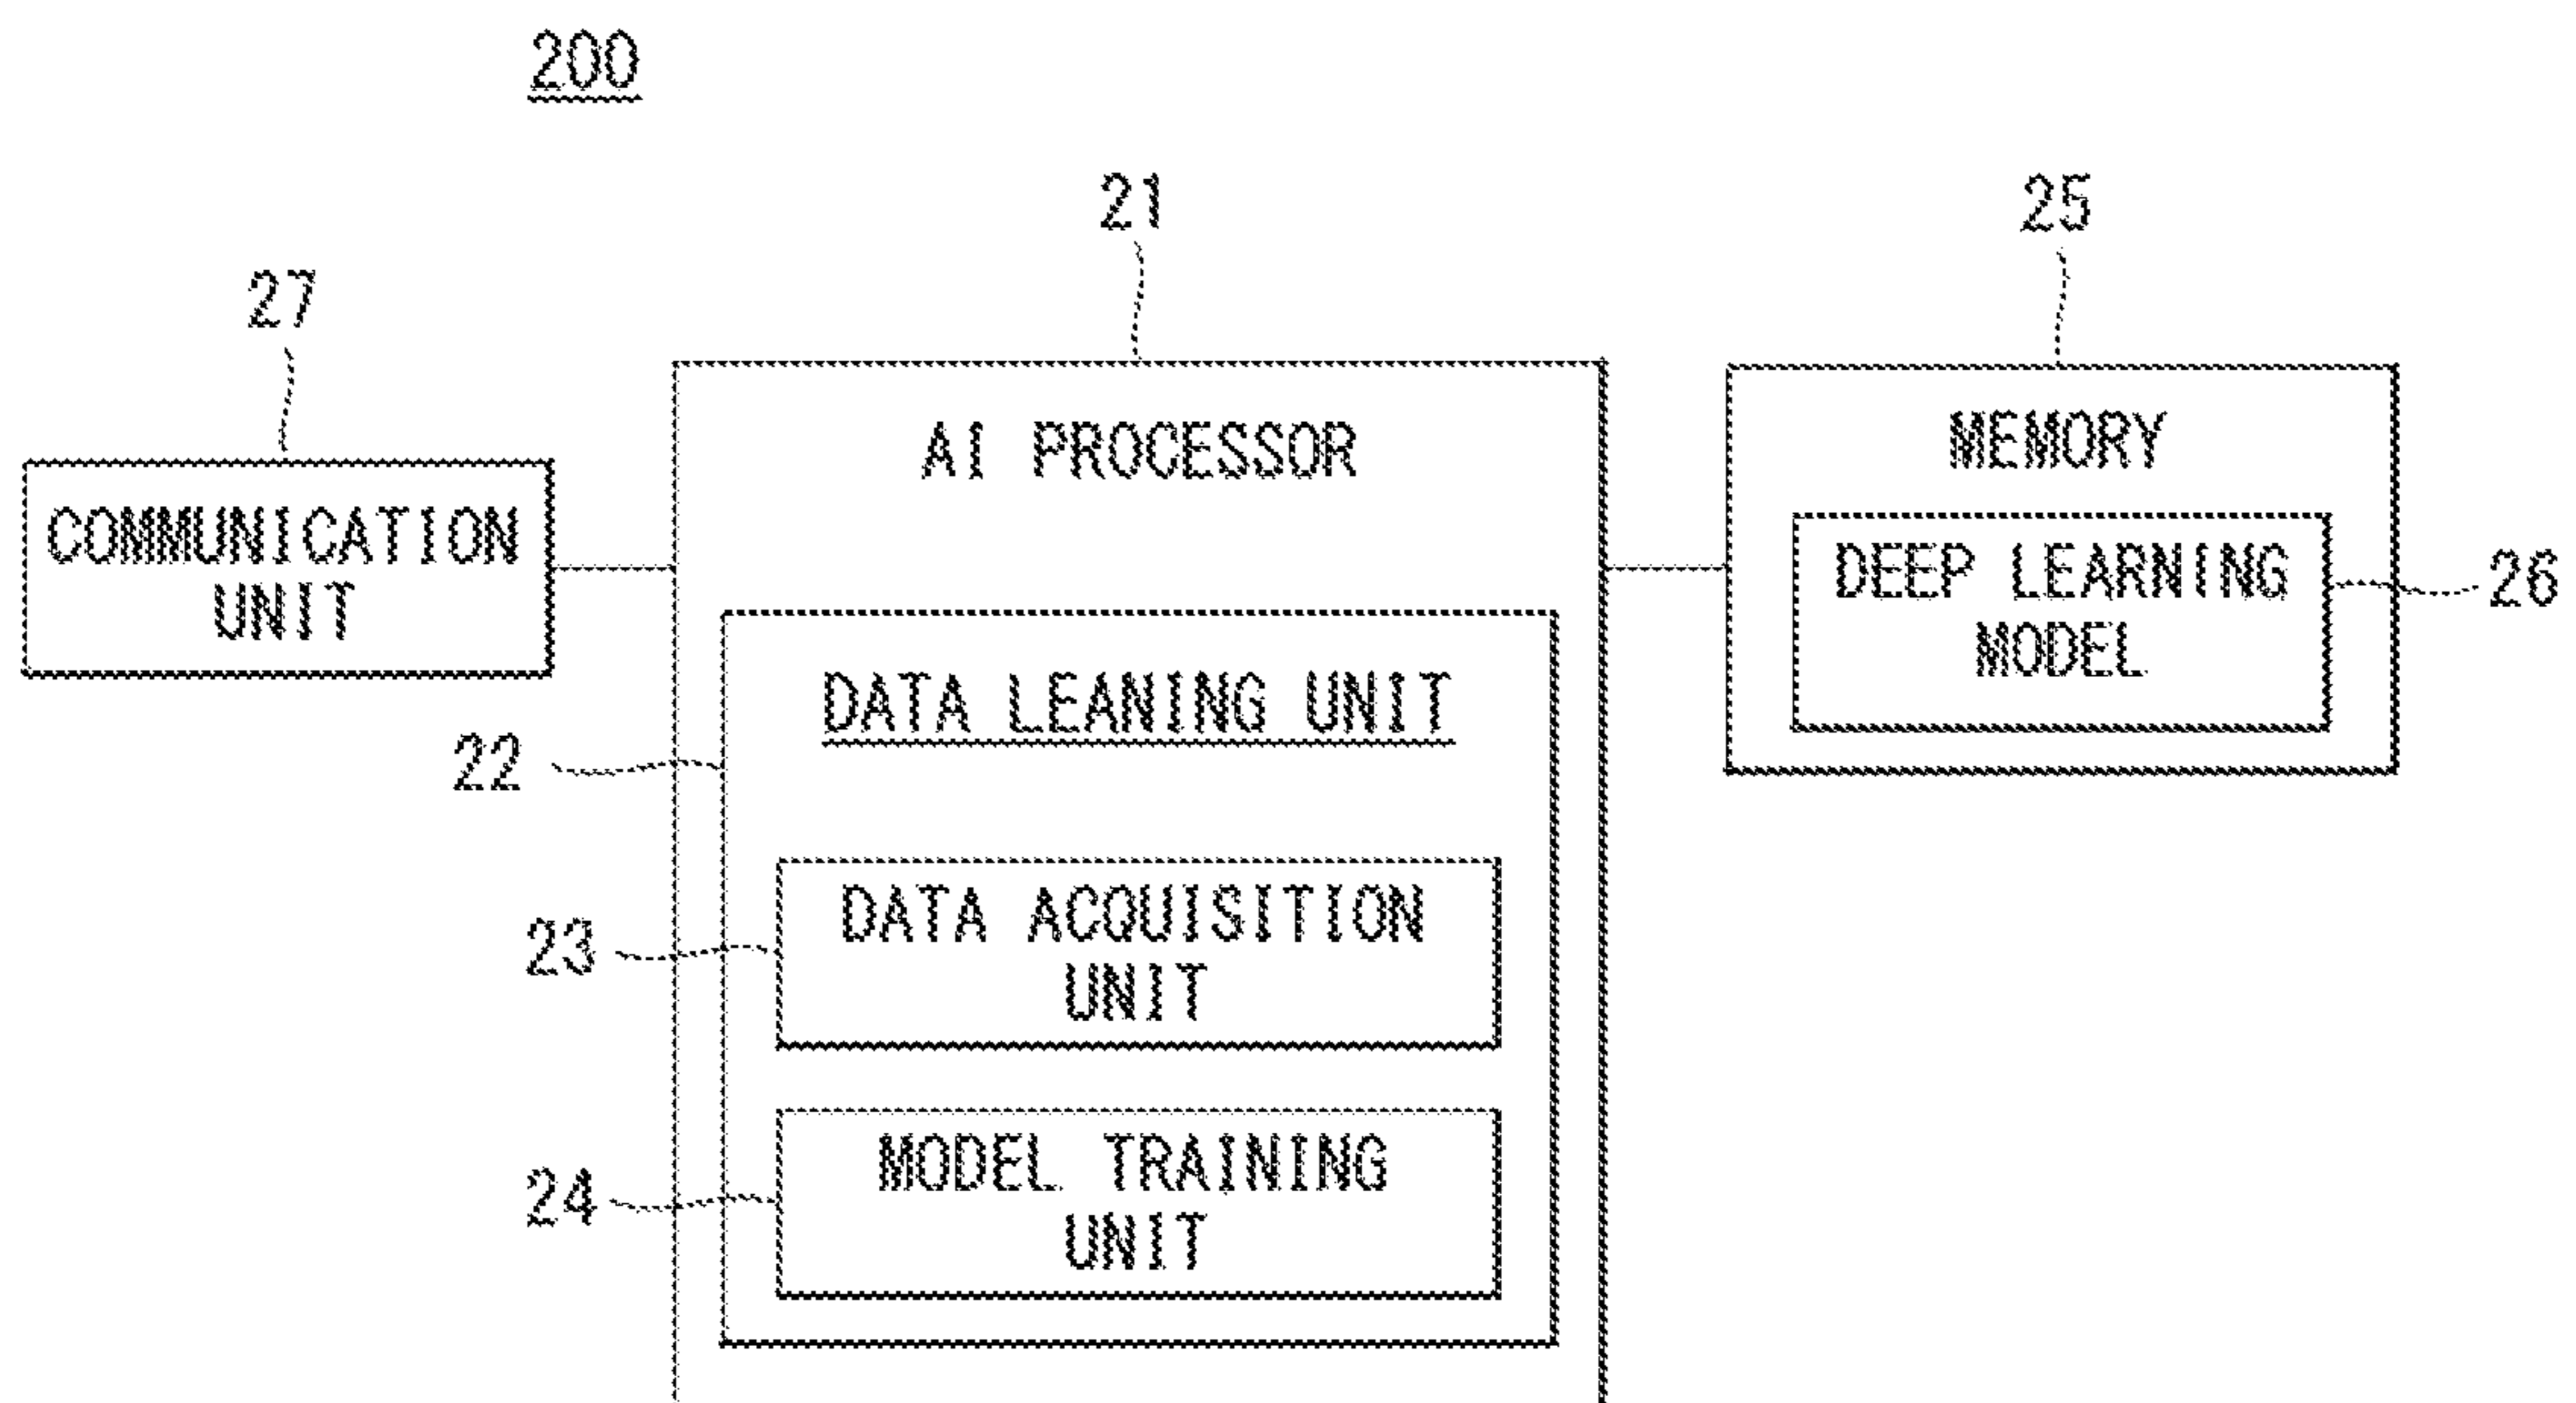 200
21
25
27
AI PROCESSOR
MEMORY
COMMUNICATION
UNIT
DEEP LEARNING
MODEL
26
DATA LEANING UNIT
22
DATA ACQUISITION
UNIT
23
MODEL TRAINING
UNIT
24